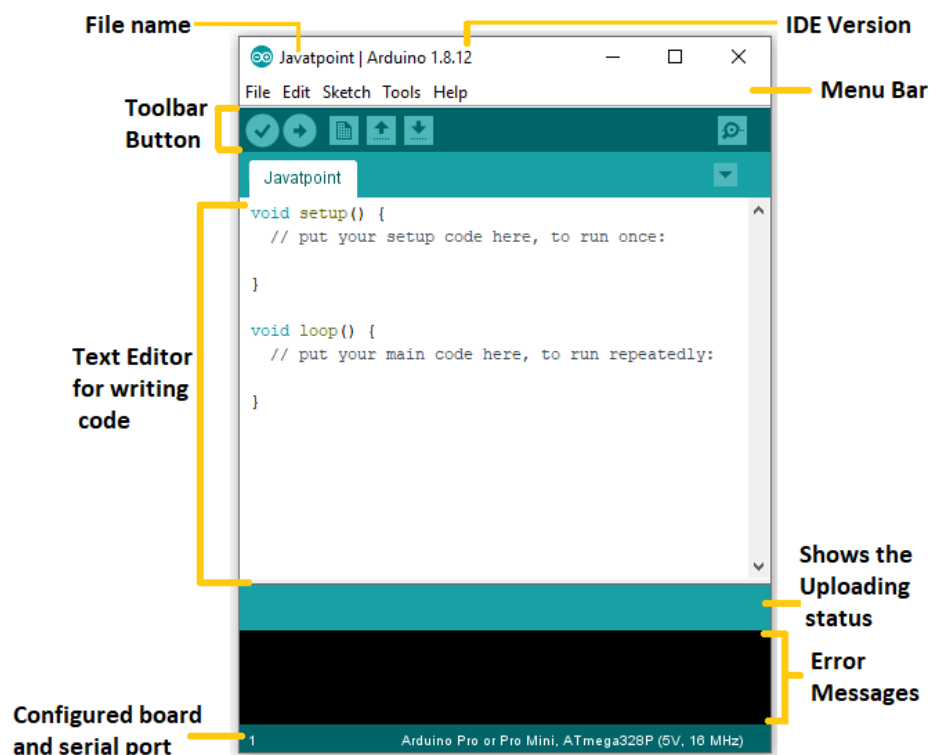 File name
IDE Version
Javatpoint | Arduino 1.8.12
File Edit Sketch Tools Help
Menu Bar
Toolbar
Button
Javatpoint
void setup() {
  // put your setup code here, to run once:
}
void loop() {
  // put your main code here, to run repeatedly:
}
Text Editor
for writing
code
Shows the
Uploading
status
Error
Messages
Configured board
and serial port
1
Arduino Pro or Pro Mini, ATmega328P (5V, 16 MHz)